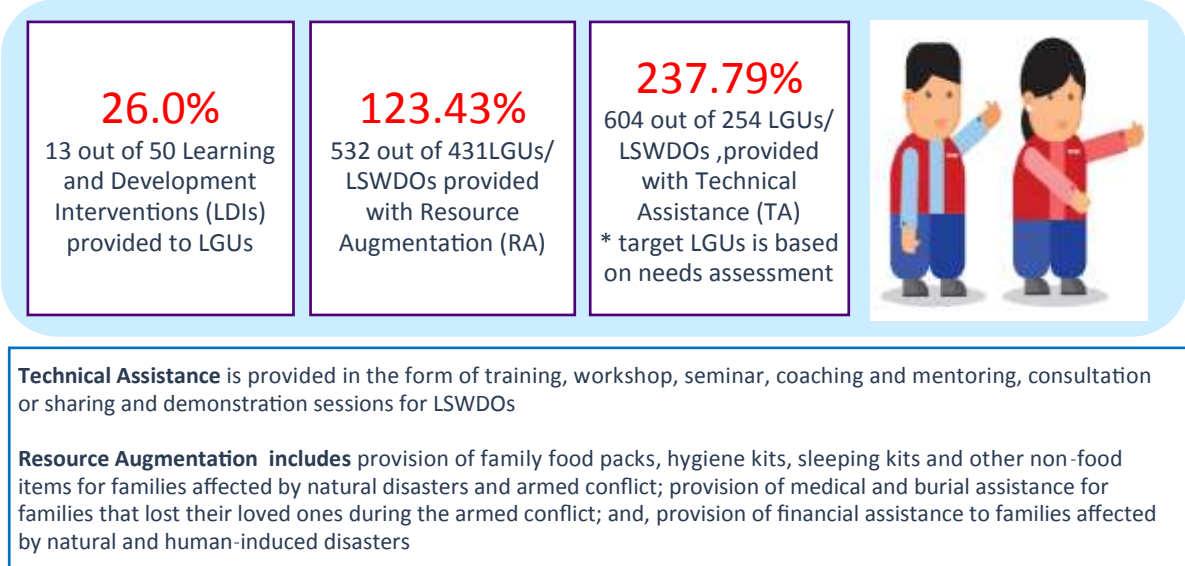 26.0%
13 out of 50 Learning
and Development
Interventions (LDIs)
provided to LGUs
123.43%
532 out of 431LGUs/
LSWDOs provided
with Resource
Augmentation (RA)
237.79%
604 out of 254 LGUs/
LSWDOs ,provided
with Technical
Assistance (TA)
* target LGUs is based
on needs assessment
Technical Assistance is provided in the form of training, workshop, seminar, coaching and mentoring, consultation
or sharing and demonstration sessions for LSWDOs
Resource Augmentation includes provision of family food packs, hygiene kits, sleeping kits and other non-food
items for families affected by natural disasters and armed conflict; provision of medical and burial assistance for
families that lost their loved ones during the armed conflict; and, provision of financial assistance to families affected
by natural and human-induced disasters